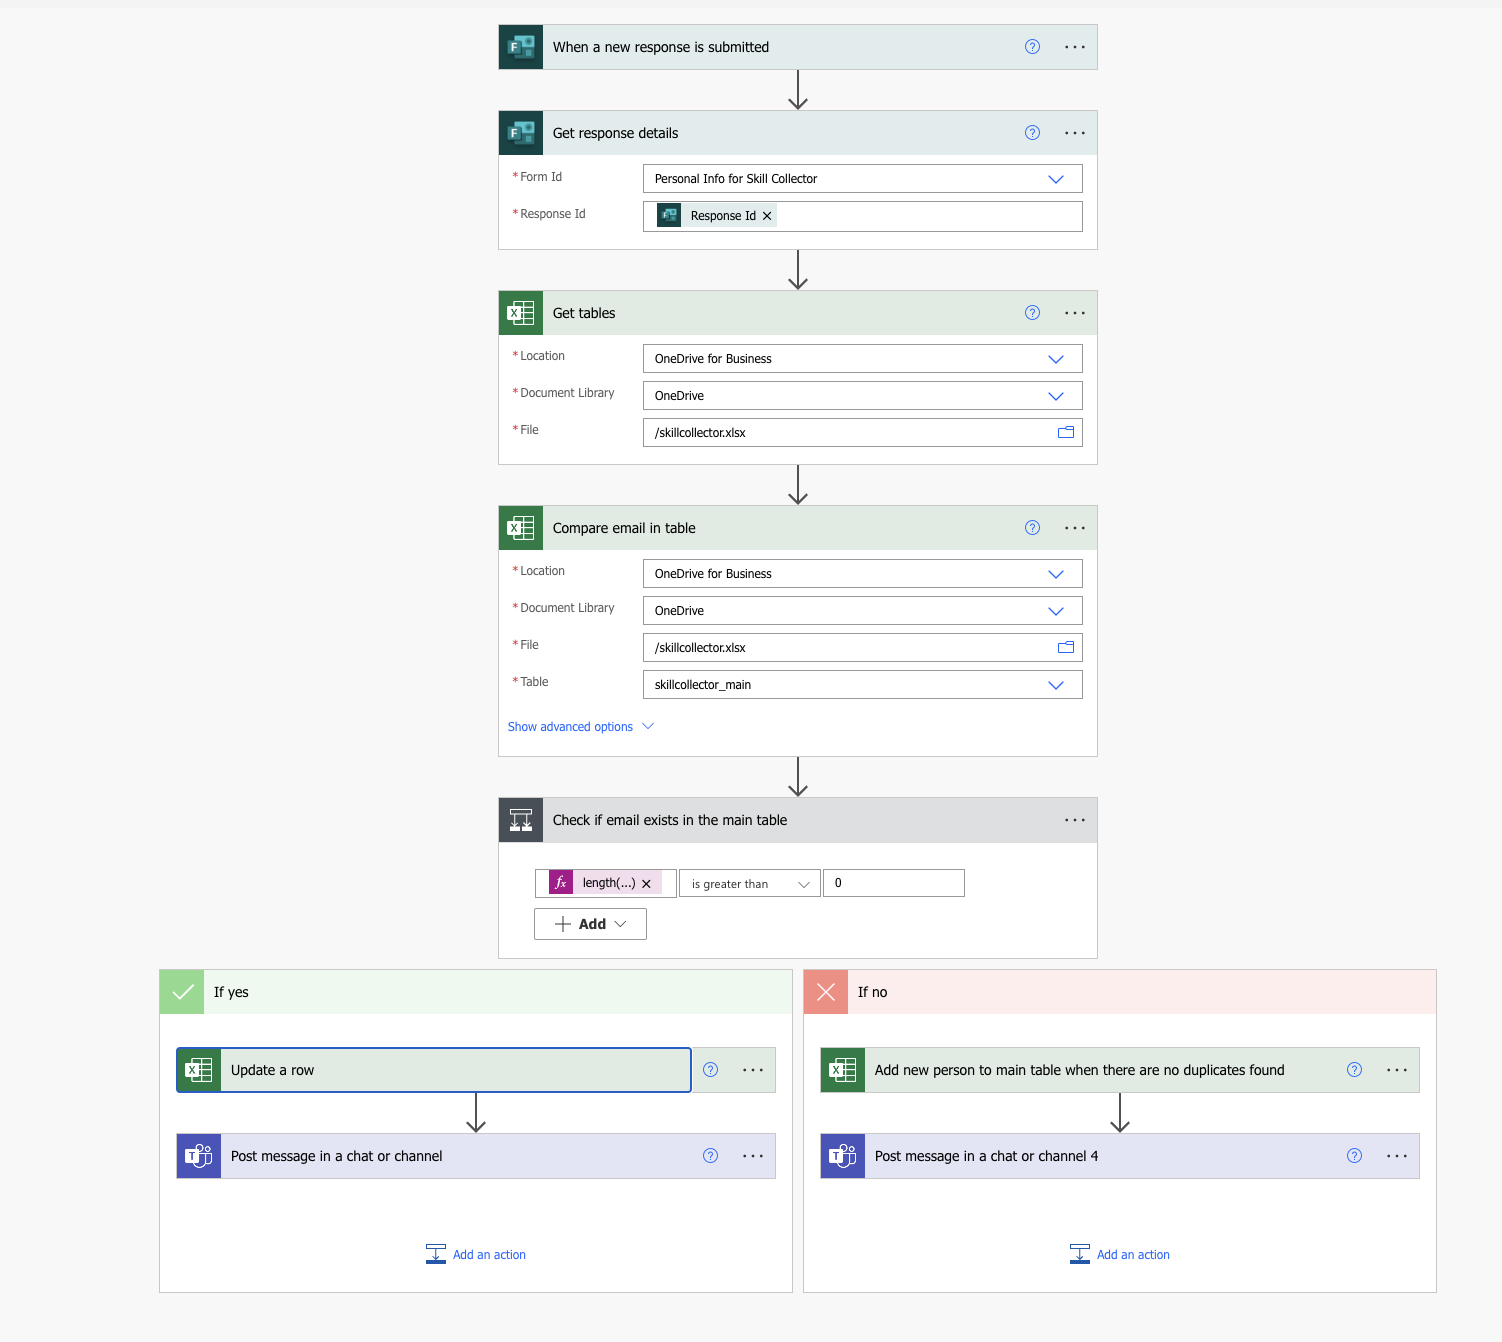 When a new response is submitted
Get response details
* Form Id
Personal Info for Skill Collector
* Response Id
Response Id
Get tables
* Location
OneDrive for Business
* Document Library
OneDrive
* File
/skillcollector.xlsx
Compare email in table
* Location
OneDrive for Business
* Document Library
OneDrive
* File
/skillcollector.xlsx
* Table
skillcollector_main
Show advanced options
Check if email exists in the main table
fx length(...) is greater than 0
Add
If yes
Update a row
Post message in a chat or channel
Add an action
If no
Add new person to main table when there are no duplicates found
Post message in a chat or channel 4
Add an action